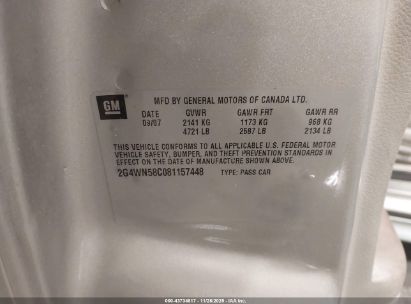 GM
MFD BY GENERAL MOTORS OF CANADA LTD.
DATE GVWR GAWR FRT GAWR RR
09/07 2141 KG 1173 KG 968 KG
4721 LB 2587 LB 2134 LB
THIS VEHICLE CONFORMS TO ALL APPLICABLE U.S. FEDERAL MOTOR
VEHICLE SAFETY, BUMPER, AND THEFT PREVENTION STANDARDS IN
EFFECT ON THE DATE OF MANUFACTURE SHOWN ABOVE.
2G4WN58C081157448 TYPE: PASS CAR